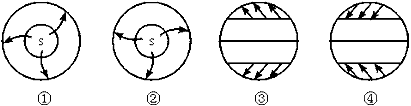 S S
① ② ③ ④